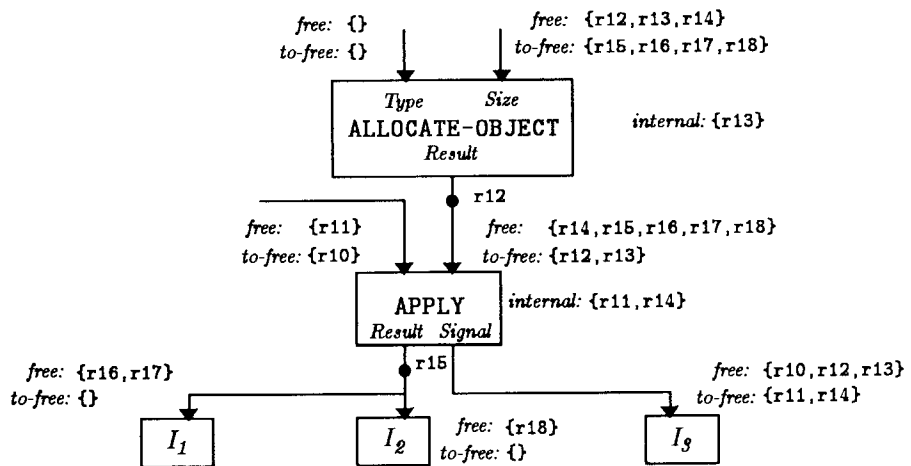 free: {} free: {r12,r13,r14}
to-free: {} to-free: {r15,r16,r17,r18}
Type Size
ALLOCATE-OBJECT internal: {r13}
Result
r12
free: {r11} free: {r14,r15,r16,r17,r18}
to-free: {r10} to-free: {r12,r13}
APPLY internal: {r11,r14}
Result Signal
r15
free: {r16,r17} free: {r10,r12,r13}
to-free: {} to-free: {r11,r14}
I1 I2 free: {r18} I3
to-free: {}